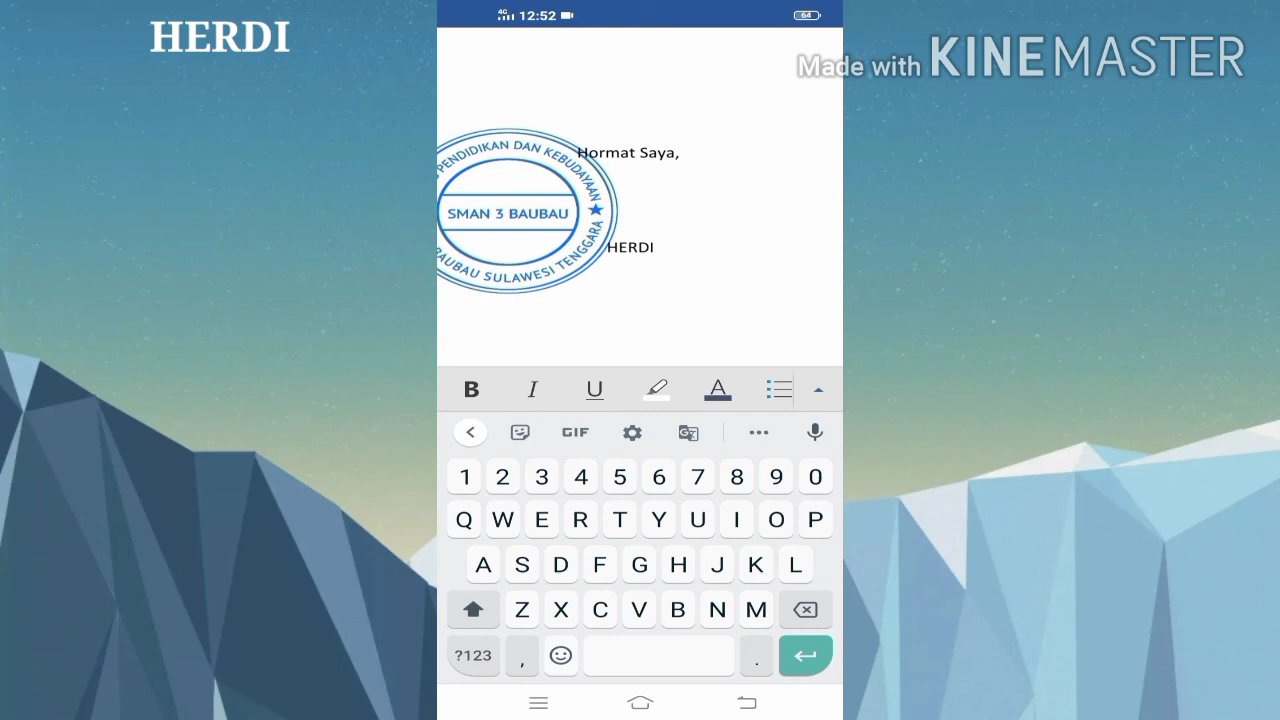 HERDI
4G 12:52 64
Made with KINEMASTER
PENDIDIKAN DAN KEBUDAYAAN
Hormat Saya,
SMAN 3 BAUBAU
HERDI
BAUBAU SULAWESI TENGGARA
B I U A
GIF
1 2 3 4 5 6 7 8 9 0
Q W E R T Y U I O P
A S D F G H J K L
Z X C V B N M
?123 , .